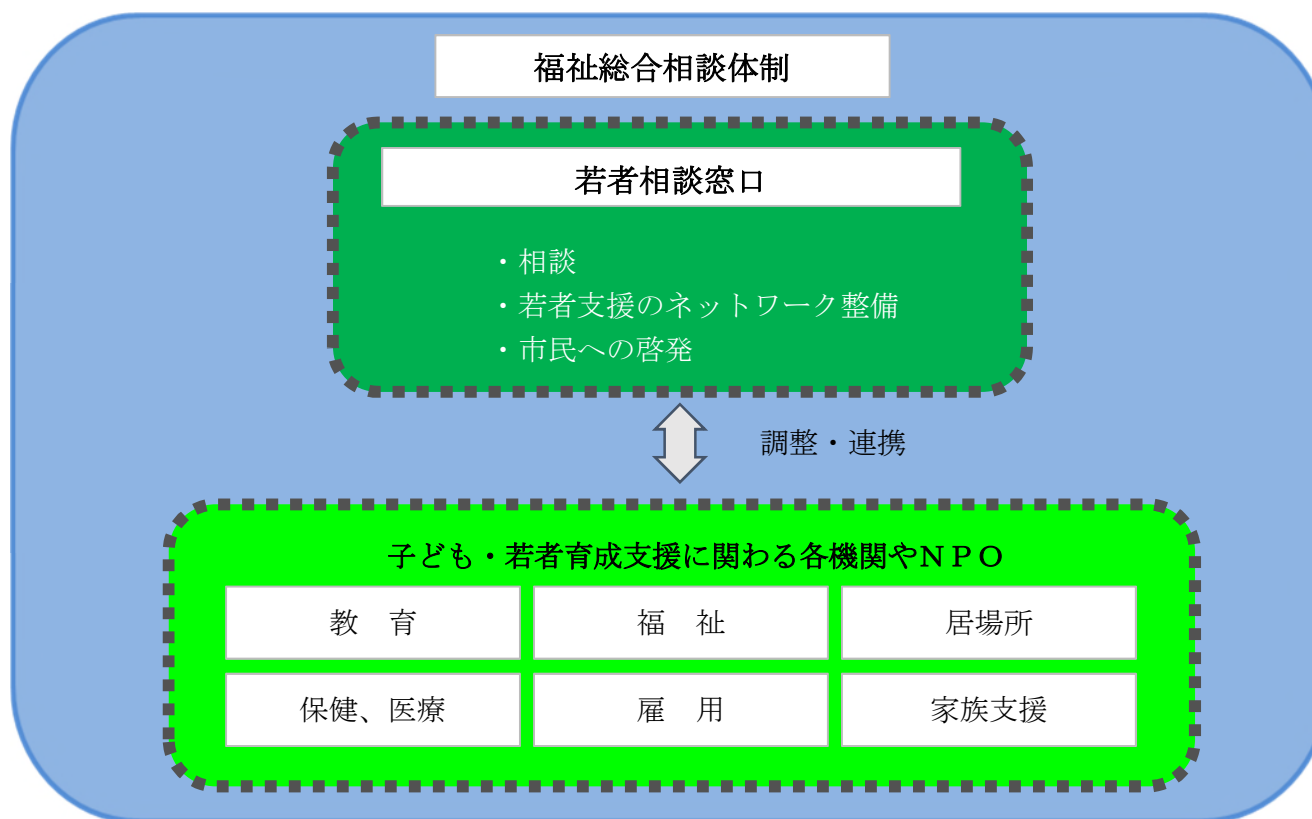 福祉総合相談体制
若者相談窓口
・相談
・若者支援のネットワーク整備
・市民への啓発
調整・連携
子ども・若者育成支援に関わる各機関やＮＰＯ
教　育
福　祉
居場所
保健、医療
雇　用
家族支援